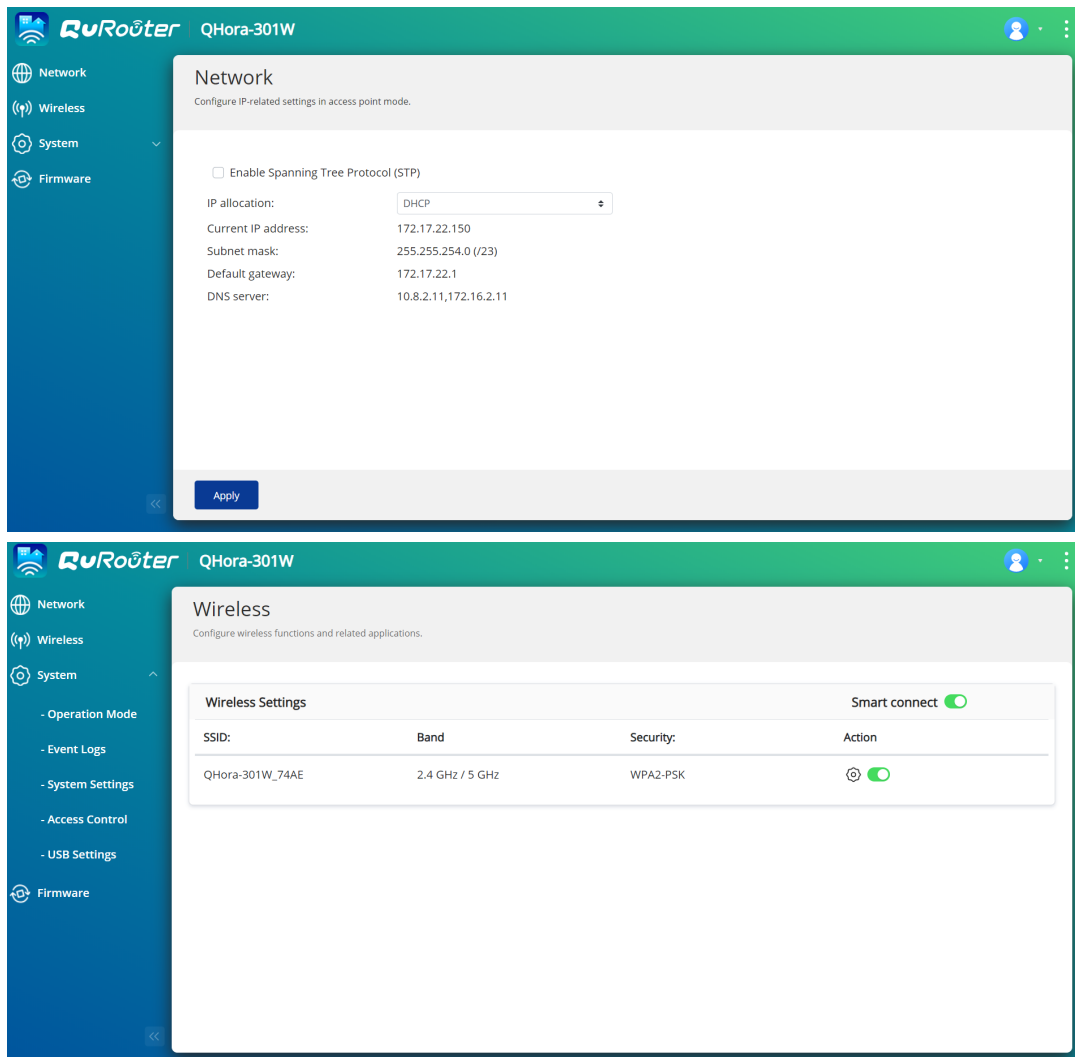 QuRouter QHora-301W
Network
Wireless
System
Firmware
Network
Configure IP-related settings in access point mode.
Enable Spanning Tree Protocol (STP)
IP allocation: DHCP
Current IP address: 172.17.22.150
Subnet mask: 255.255.254.0 (/23)
Default gateway: 172.17.22.1
DNS server: 10.8.2.11,172.16.2.11
Apply
QuRouter QHora-301W
Network
Wireless
System
- Operation Mode
- Event Logs
- System Settings
- Access Control
- USB Settings
Firmware
Wireless
Configure wireless functions and related applications.
Wireless Settings Smart connect
SSID: Band Security: Action
QHora-301W_74AE 2.4 GHz / 5 GHz WPA2-PSK